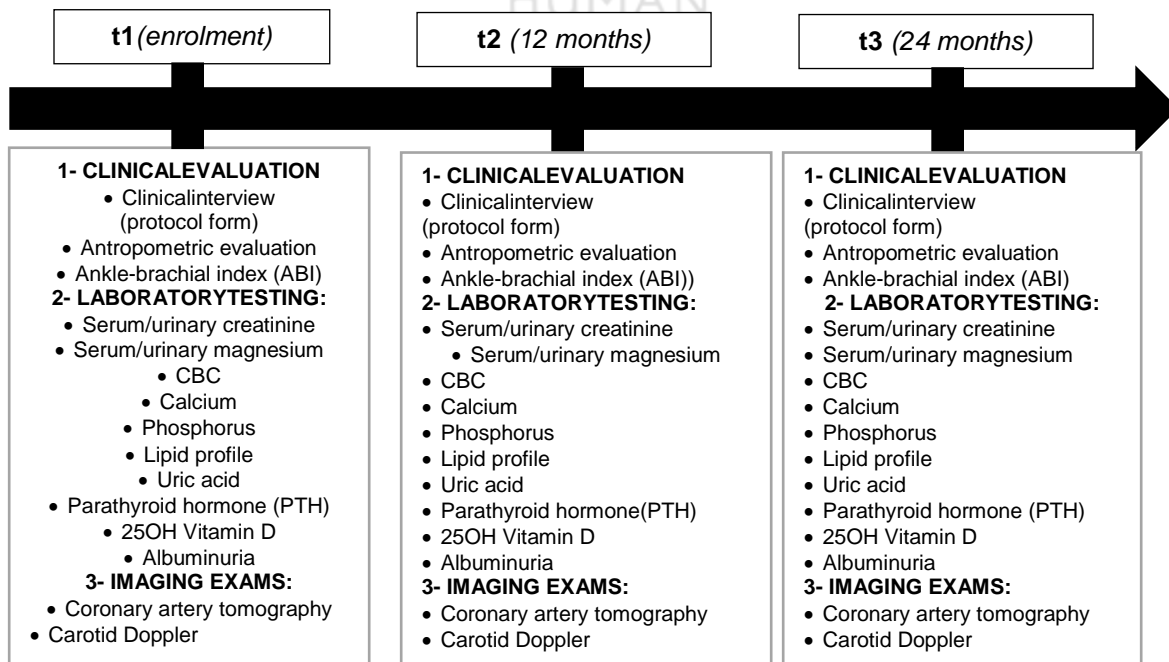 HUMAN
t1 (enrolment)
t2 (12 months)
t3 (24 months)
1- CLINICALEVALUATION
• Clinicalinterview
(protocol form)
• Antropometric evaluation
• Ankle-brachial index (ABI)
2- LABORATORYTESTING:
• Serum/urinary creatinine
• Serum/urinary magnesium
• CBC
• Calcium
• Phosphorus
• Lipid profile
• Uric acid
• Parathyroid hormone (PTH)
• 25OH Vitamin D
• Albuminuria
3- IMAGING EXAMS:
• Coronary artery tomography
• Carotid Doppler
1- CLINICALEVALUATION
• Clinicalinterview
(protocol form)
• Antropometric evaluation
• Ankle-brachial index (ABI))
2- LABORATORYTESTING:
• Serum/urinary creatinine
• Serum/urinary magnesium
• CBC
• Calcium
• Phosphorus
• Lipid profile
• Uric acid
• Parathyroid hormone(PTH)
• 25OH Vitamin D
• Albuminuria
3- IMAGING EXAMS:
• Coronary artery tomography
• Carotid Doppler
1- CLINICALEVALUATION
• Clinicalinterview
(protocol form)
• Antropometric evaluation
• Ankle-brachial index (ABI)
2- LABORATORYTESTING:
• Serum/urinary creatinine
• Serum/urinary magnesium
• CBC
• Calcium
• Phosphorus
• Lipid profile
• Uric acid
• Parathyroid hormone (PTH)
• 25OH Vitamin D
• Albuminuria
3- IMAGING EXAMS:
• Coronary artery tomography
• Carotid Doppler